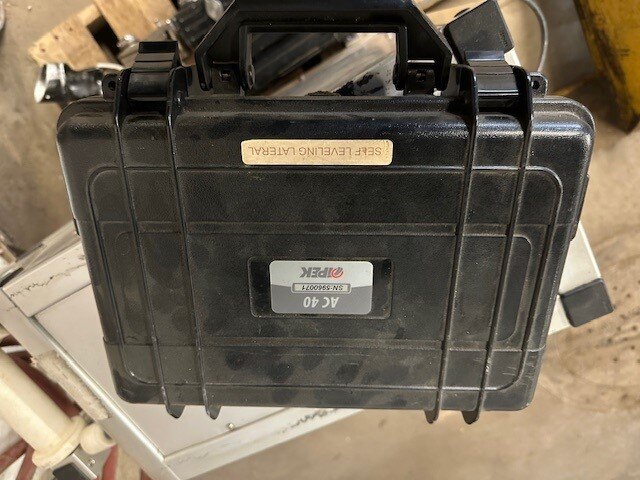 SELF LEVELING LATERAL
IPEK
SN:5960071
AC 40